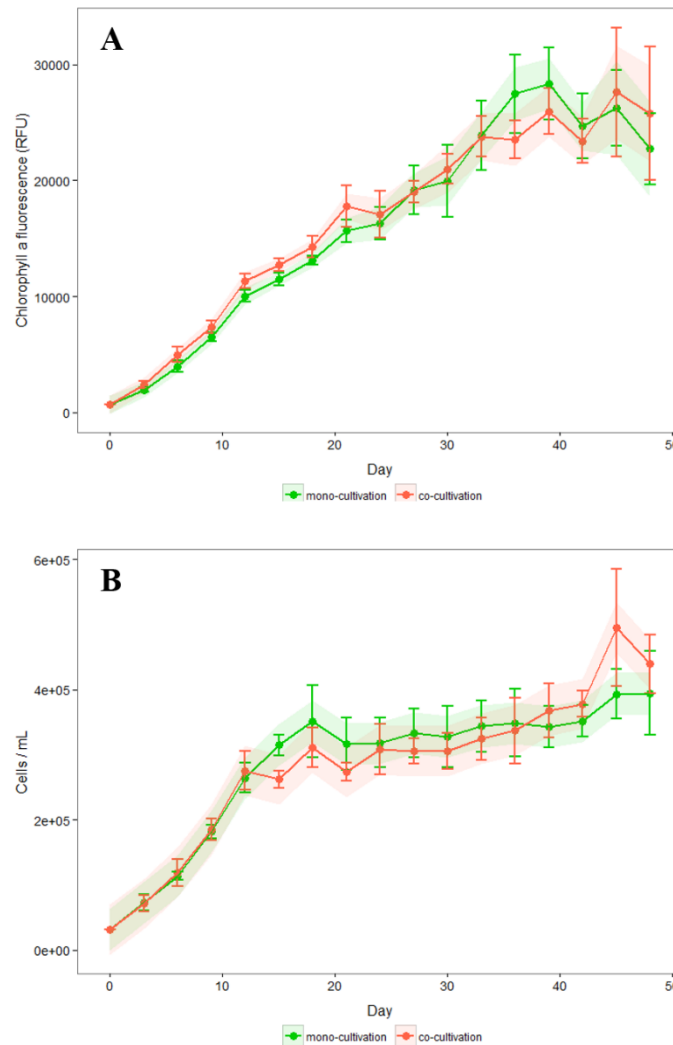 A
Chlorophyll a fluorescence (RFU)
30000
20000
10000
0
0 10 20 30 40 50
Day
mono-cultivation co-cultivation
B
Cells / mL
6e+05
4e+05
2e+05
0e+00
0 10 20 30 40 50
Day
mono-cultivation co-cultivation